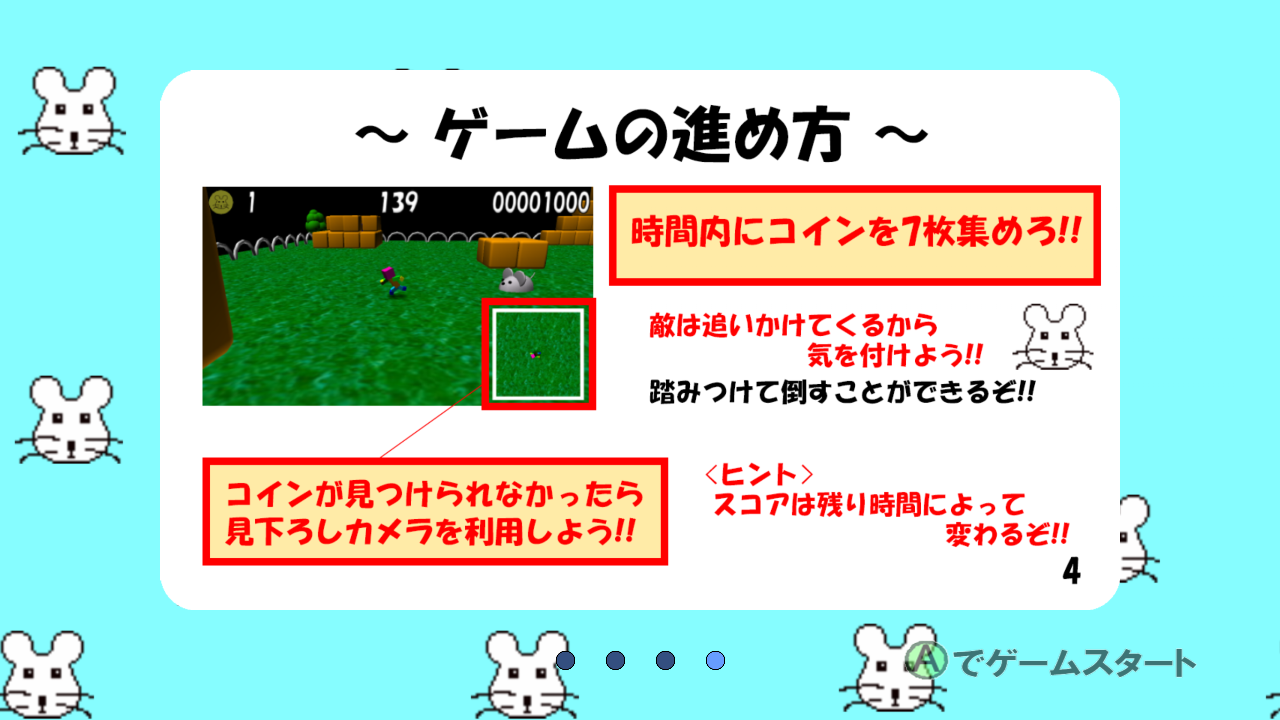 ～ ゲームの進め方 ～
1 139 00001000
時間内にコインを7枚集めろ!!
敵は追いかけてくるから
気を付けよう!!
踏みつけて倒すことができるぞ!!
コインが見つけられなかったら
見下ろしカメラを利用しよう!!
<ヒント>
スコアは残り時間によって
変わるぞ!!
4
Aでゲームスタート